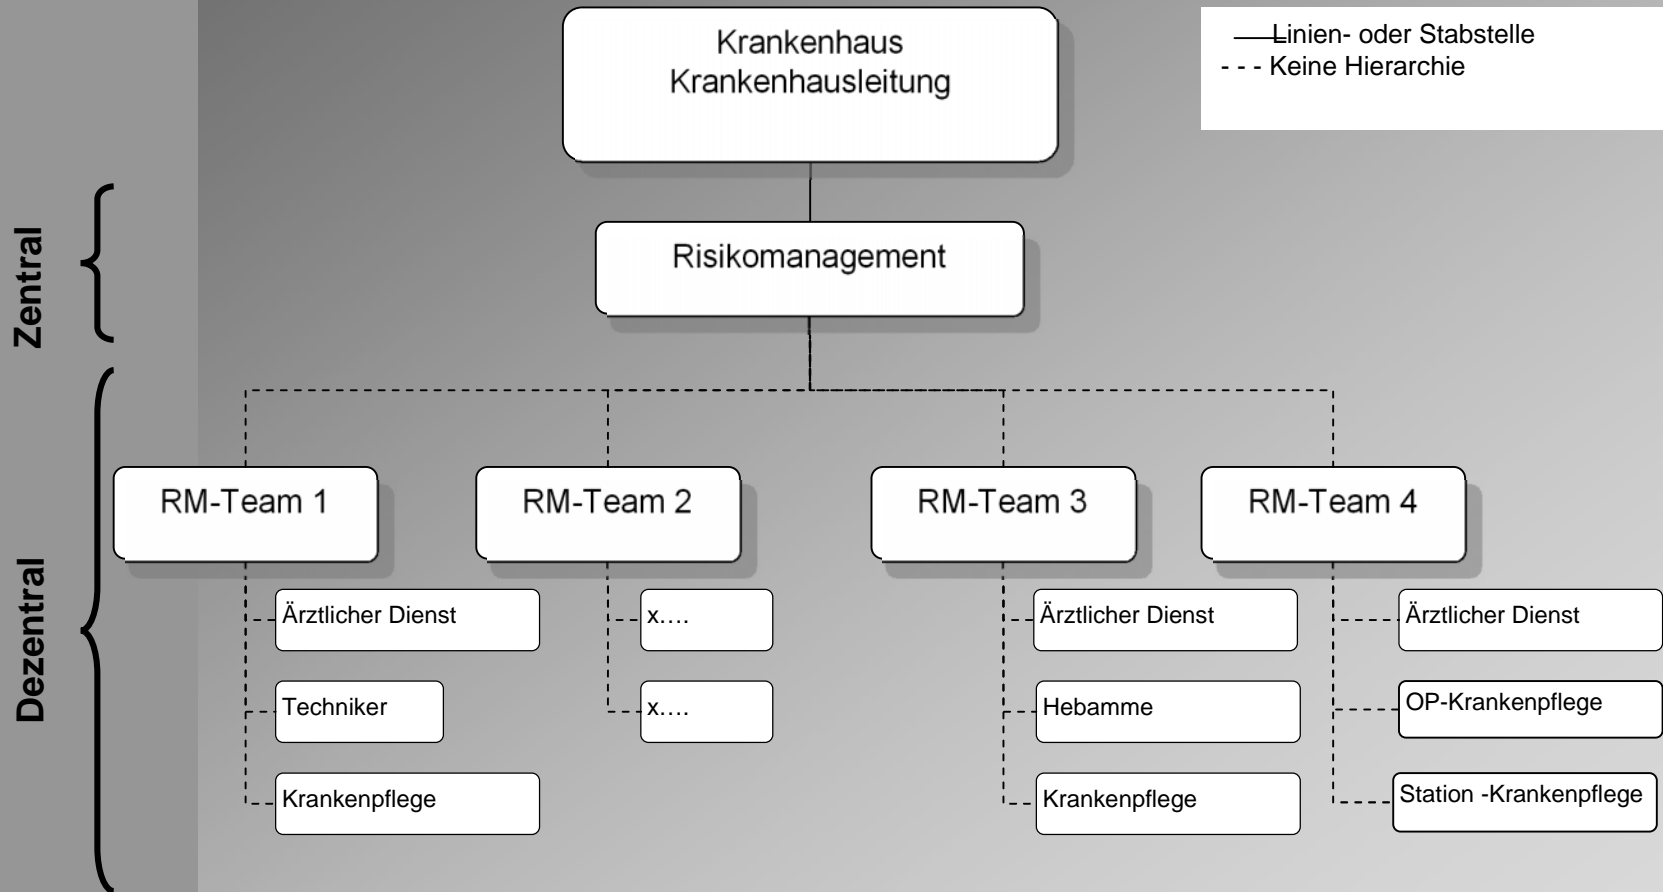 Krankenhaus
Krankenhausleitung
Linien- oder Stabstelle
- - - Keine Hierarchie
Zentral
Risikomanagement
Dezentral
RM-Team 1
RM-Team 2
RM-Team 3
RM-Team 4
Ärztlicher Dienst
Techniker
Krankenpflege
x….
x….
Ärztlicher Dienst
Hebamme
Krankenpflege
Ärztlicher Dienst
OP-Krankenpflege
Station -Krankenpflege